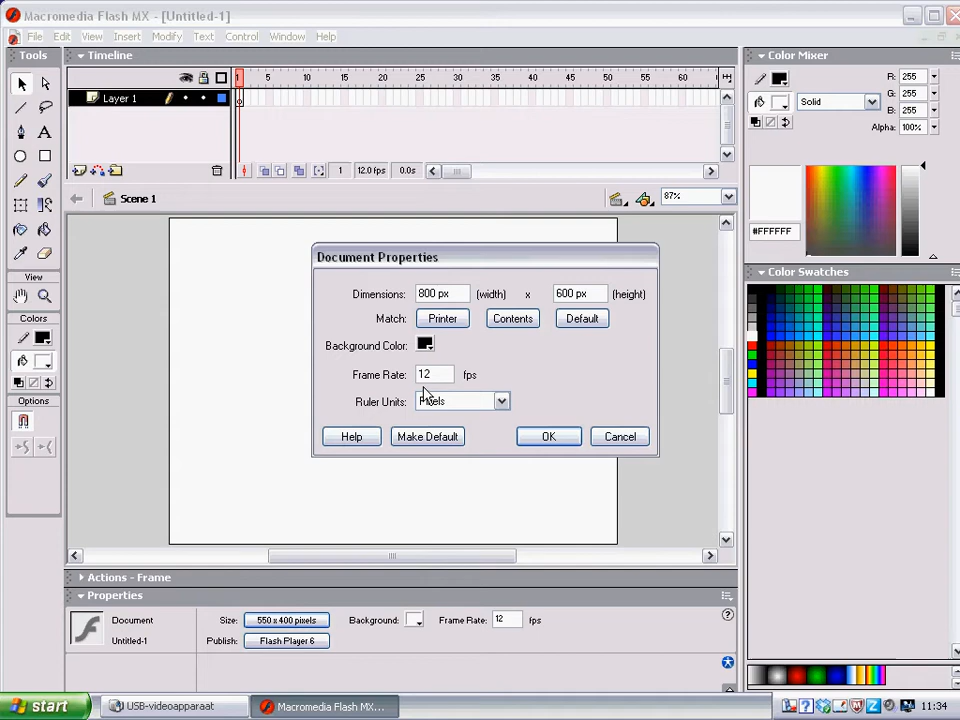 Macromedia Flash MX - [Untitled-1]
File Edit View Insert Modify Text Control Window Help
Tools
Timeline
1 5 10 15 20 25 30 35 40 45 50 55 60
Layer 1
1 12.0 fps 0.0s
Scene 1
87%
View
Colors
Options
Document Properties
Dimensions: 800 px (width) x 600 px (height)
Match: Printer Contents Default
Background Color:
Frame Rate: 12 fps
Ruler Units: Pixels
Help Make Default OK Cancel
Actions - Frame
Properties
Document Size: 550 x 400 pixels Background: Frame Rate: 12 fps
Untitled-1 Publish: Flash Player 6
Color Mixer
R: 255
Solid G: 255
B: 255
Alpha: 100%
#FFFFFF
Color Swatches
start USB-videoapparaat Macromedia Flash MX... 11:34